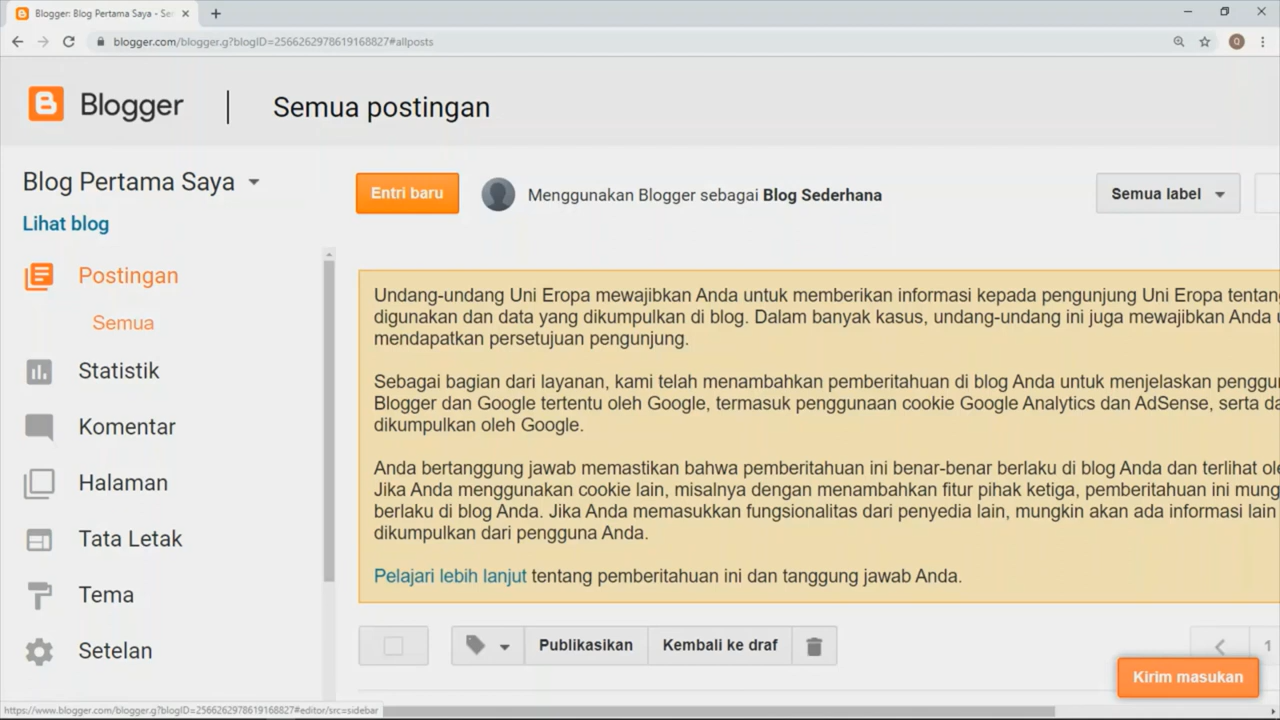 Blogger: Blog Pertama Saya - Se
blogger.com/blogger.g?blogID=2566262978619168827#allposts
Blogger
Semua postingan
Blog Pertama Saya
Lihat blog
Entri baru
Menggunakan Blogger sebagai Blog Sederhana
Semua label
Postingan
Semua
Statistik
Komentar
Halaman
Tata Letak
Tema
Setelan
Undang-undang Uni Eropa mewajibkan Anda untuk memberikan informasi kepada pengunjung Uni Eropa tentang
digunakan dan data yang dikumpulkan di blog. Dalam banyak kasus, undang-undang ini juga mewajibkan Anda u
mendapatkan persetujuan pengunjung.
Sebagai bagian dari layanan, kami telah menambahkan pemberitahuan di blog Anda untuk menjelaskan penggu
Blogger dan Google tertentu oleh Google, termasuk penggunaan cookie Google Analytics dan AdSense, serta da
dikumpulkan oleh Google.
Anda bertanggung jawab memastikan bahwa pemberitahuan ini benar-benar berlaku di blog Anda dan terlihat ole
Jika Anda menggunakan cookie lain, misalnya dengan menambahkan fitur pihak ketiga, pemberitahuan ini mung
berlaku di blog Anda. Jika Anda memasukkan fungsionalitas dari penyedia lain, mungkin akan ada informasi lain
dikumpulkan dari pengguna Anda.
Pelajari lebih lanjut tentang pemberitahuan ini dan tanggung jawab Anda.
Publikasikan
Kembali ke draf
1
Kirim masukan
https://www.blogger.com/blogger.g?blogID=2566262978619168827#editor/src=sidebar